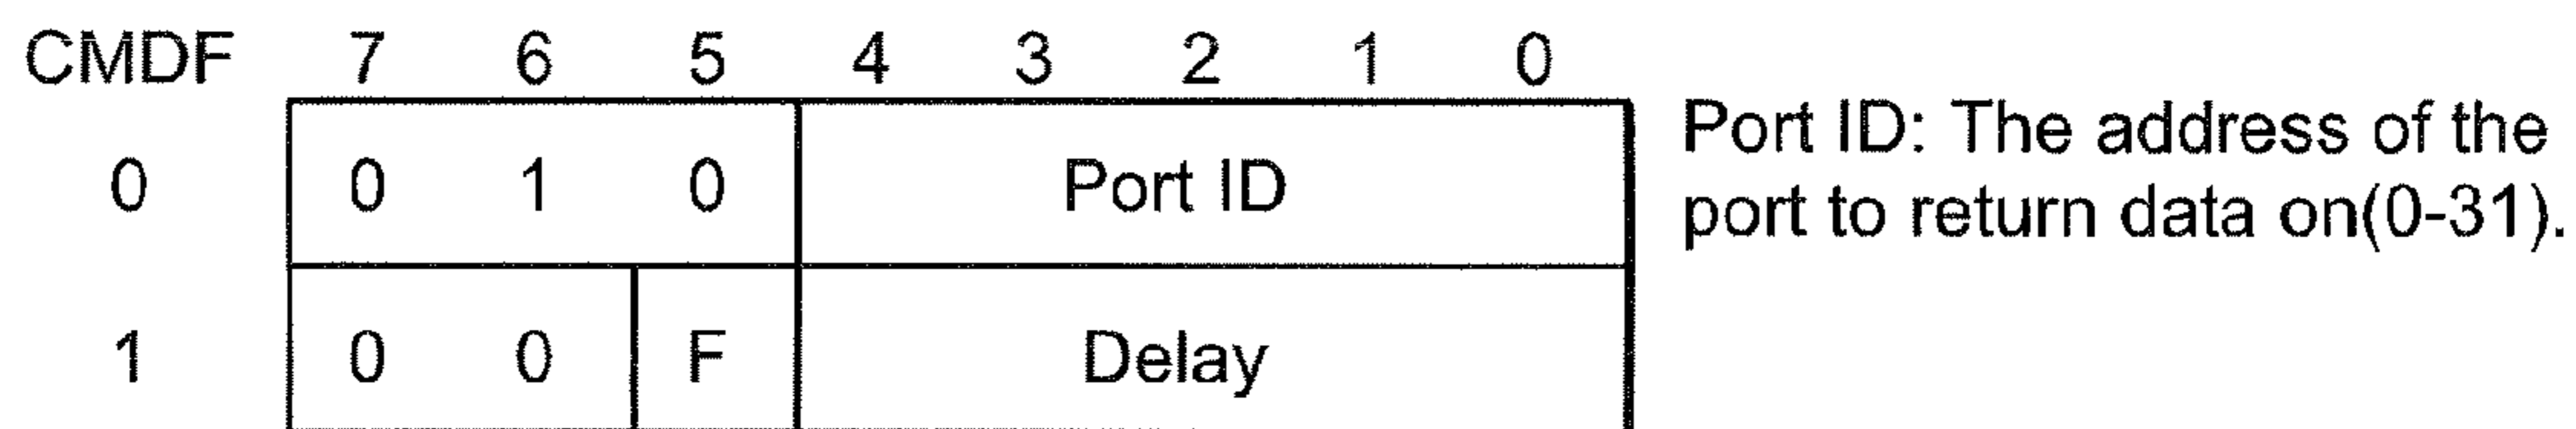 CMDF 7 6 5 4 3 2 1 0
0 0 1 0 Port ID
1 0 0 F Delay
Port ID: The address of the
port to return data on(0-31).